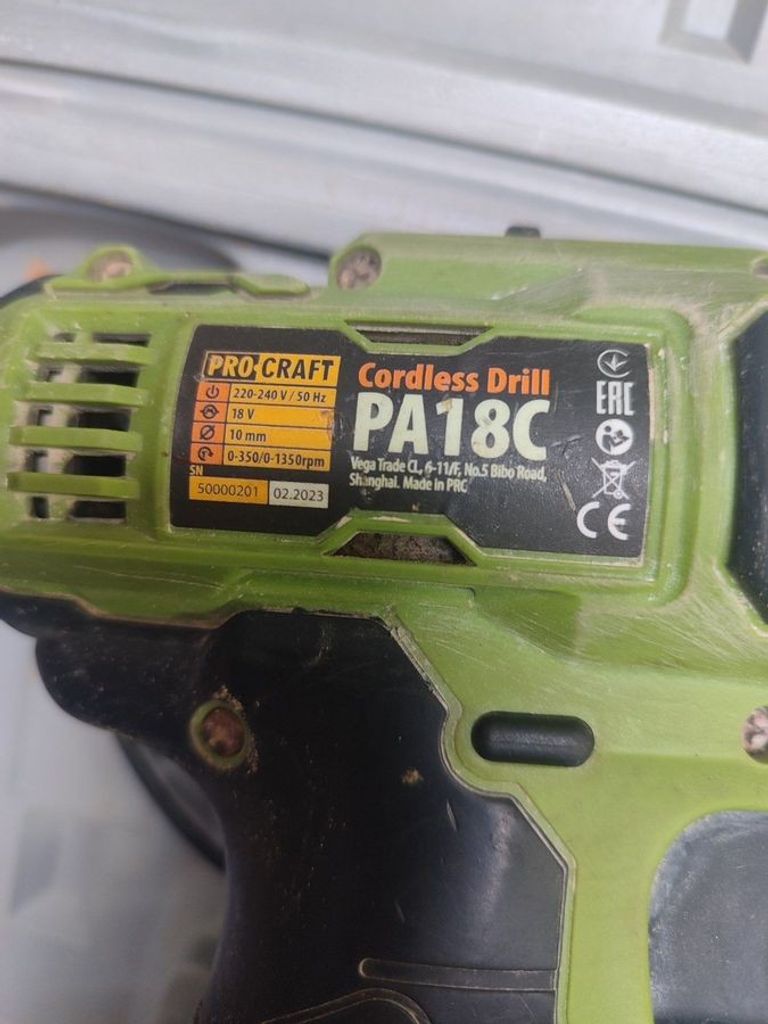 PROCRAFT
220-240 V / 50 Hz
18 V
10 mm
0-350/0-1350rpm
SN
50000201 02.2023
Cordless Drill
PA18C
Vega Trade CL, 6-11/F, No.5 Bibo Road,
Shanghai. Made in PRC
EAC
CE